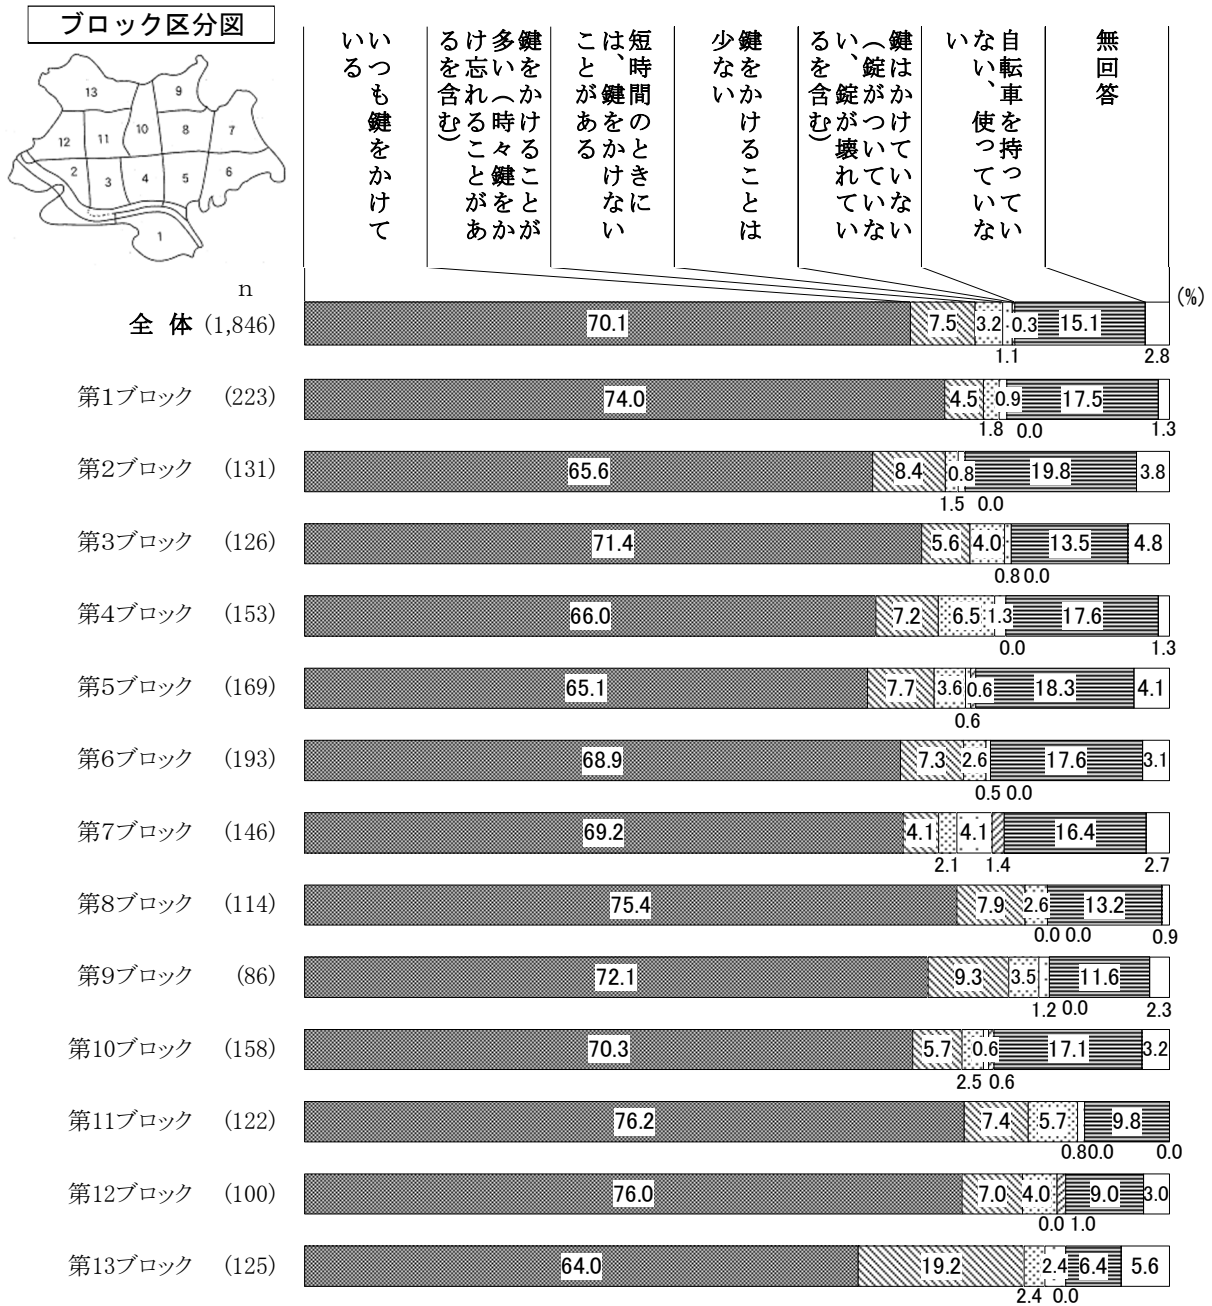 ブロック区分図
13
9
12
11
10
8
7
2
3
4
5
6
1
いつも鍵をかけて
いる
鍵をかけることが
多い(時々鍵をか
け忘れることがあ
るを含む)
短時間のときに
は、鍵をかけない
ことがある
鍵をかけることは
少ない
鍵はかけていない
(錠がついていな
い、錠が壊れてい
るを含む)
自転車を持ってい
ない、使っていな
い
無回答
n
(%)
全 体 (1,846) 70.1 7.5 3.2 0.3 15.1
1.1 2.8
第1ブロック (223) 74.0 4.5 0.9 17.5
1.8 0.0 1.3
第2ブロック (131) 65.6 8.4 0.8 19.8 3.8
1.5 0.0
第3ブロック (126) 71.4 5.6 4.0 13.5 4.8
0.8 0.0
第4ブロック (153) 66.0 7.2 6.5 1.3 17.6
0.0 1.3
第5ブロック (169) 65.1 7.7 3.6 0.6 18.3 4.1
0.6
第6ブロック (193) 68.9 7.3 2.6 17.6 3.1
0.5 0.0
第7ブロック (146) 69.2 4.1 4.1 16.4
2.1 1.4 2.7
第8ブロック (114) 75.4 7.9 2.6 13.2
0.0 0.0 0.9
第9ブロック (86) 72.1 9.3 3.5 11.6
1.2 0.0 2.3
第10ブロック (158) 70.3 5.7 0.6 17.1 3.2
2.5 0.6
第11ブロック (122) 76.2 7.4 5.7 9.8
0.8 0.0 0.0
第12ブロック (100) 76.0 7.0 4.0 9.0 3.0
0.0 1.0
第13ブロック (125) 64.0 19.2 2.4 6.4 5.6
2.4 0.0